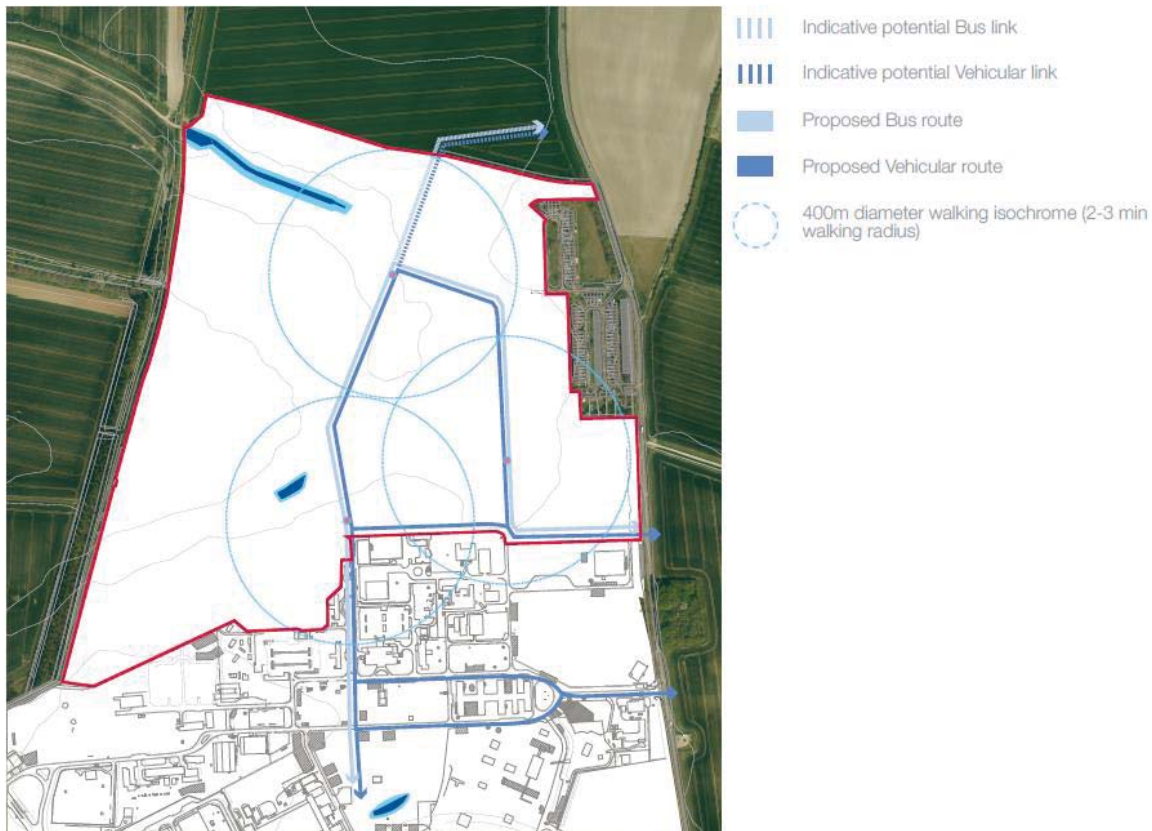 Indicative potential Bus link
Indicative potential Vehicular link
Proposed Bus route
Proposed Vehicular route
400m diameter walking isochrome (2-3 min
walking radius)